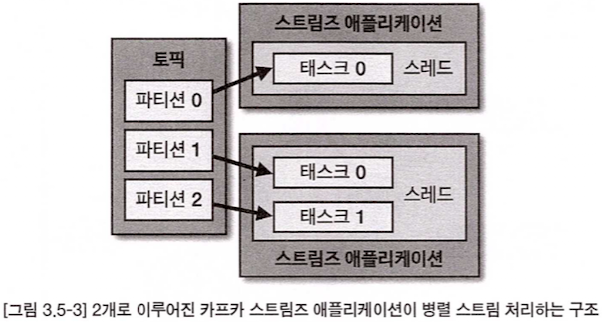 스트림즈 애플리케이션
태스크 0
스레드
토픽
파티션 0
파티션 1
파티션 2
태스크 0
태스크 1
스레드
스트림즈 애플리케이션
[그림 3.5-3] 2개로 이루어진 카프카 스트림즈 애플리케이션이 병렬 스트림 처리하는 구조